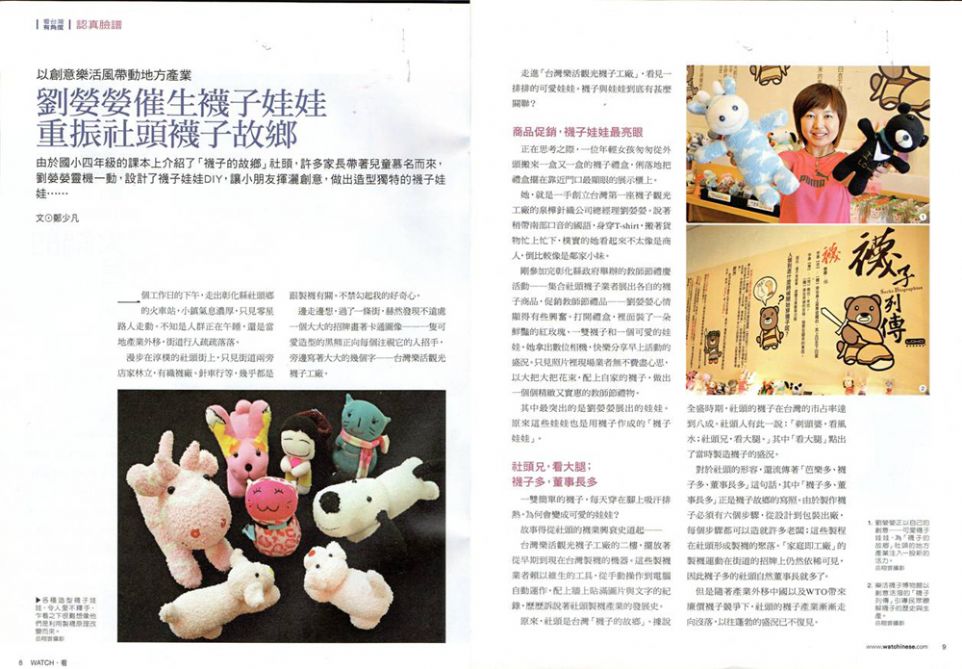 看台灣
有角度
認真臉譜
以創意樂活風帶動地方產業
劉嫈嫈催生襪子娃娃
重振社頭襪子故鄉
由於國小四年級的課本上介紹了「襪子的故鄉」社頭,許多家長帶著兒童慕名而來,
劉嫈嫈靈機一動,設計了襪子娃娃DIY,讓小朋友揮灑創意,做出造型獨特的襪子娃
娃……
文⊙鄭少凡
一個工作日的下午,走出彰化縣社頭鄉
的火車站,小鎮氣息濃厚,只見零星
路人走動,不知是人群正在午睡,還是當
地產業外移,街道行人疏疏落落。
漫步在淳樸的社頭街上,只見街道兩旁
店家林立,有織襪廠、針車行等,幾乎都是
跟製襪有關,不禁勾起我的好奇心。
邊走邊想,過了一條街,赫然發現不遠處
一個大大的招牌畫著卡通圖像──一隻可
愛造型的黑熊正向每個注視它的人招手,
旁邊寫著大大的幾個字──台灣樂活觀光
襪子工廠。
▶各種造型襪子娃
娃,令人愛不釋手,
乍看之下很難想像他
們是利用製襪原理改
變而來。
8 WATCH・看
走進「台灣樂活觀光襪子工廠」,看見一
排排的可愛娃娃。襪子與娃娃到底有甚麼
關聯?
商品促銷,襪子娃娃最亮眼
正在思考之際,一位年輕女孩匆匆從外
頭搬來一盒又一盒的襪子禮盒,俐落地把
禮盒擺在靠近門口最顯眼的展示櫃上。
她,就是一手創立台灣第一座襪子觀光
工廠的泉樺針織公司總經理劉嫈嫈。說著
稍帶南部口音的國語,身穿T-shirt,搬著貨
物忙上忙下,樸實的她看起來不太像是商
人,倒比較像是鄰家小妹。
剛參加完彰化縣政府舉辦的教師節禮慶
活動──集合社頭襪子業者展出各自的襪
子商品,促銷教師節禮品──劉嫈嫈心情
顯得有些興奮。打開禮盒,裡面裝了一朵
鮮豔的紅玫瑰、一雙襪子和一個可愛的娃
娃。她拿出數位相機,快樂分享早上活動的
盛況。只見照片裡現場業者無不費盡心思,
以大把大把花束,配上自家的襪子,做出
一個個精緻又實惠的教師節禮物。
其中最突出的是劉嫈嫈展出的娃娃。
原來這些娃娃也是用襪子作成的「襪子
娃娃」。
社頭兄,看大腿;
襪子多,董事長多
一雙簡單的襪子,每天穿在腳上吸汗排
熱,為何會變成可愛的娃娃?
故事得從社頭的襪業興衰史道起──
台灣樂活觀光襪子工廠的二樓,擺放著
從早期到現在台灣製襪的機器。這些製襪
業者賴以維生的工具,從手動操作到電腦
自動運作,配上牆上貼滿圖片與文字的紀
錄,歷歷訴說著社頭製襪產業的發展史。
原來,社頭是台灣「襪子的故鄉」。據說
PUMA
1
襪子列傳
Socks Biographies
2
全盛時期,社頭的襪子在台灣的市占率達
到八成。社頭人有此一說:「剃頭婆,看風
水;社頭兄,看大腿。」其中「看大腿」點出
了當時製造襪子的盛況。
對於社頭的形容,還流傳著「芭樂多、襪
子多、董事長多」這句話,其中「襪子多、董
事長多」正是襪子故鄉的寫照。由於製作襪
子必須有六個步驟,從設計到包裝出廠,
每個步驟都可以造就許多老闆;這些製程
在社頭形成製襪的聚落。「家庭即工廠」的
製襪運動在街道的招牌上仍然依稀可見,
因此襪子多的社頭自然董事長就多了。
但是隨著產業外移中國以及WTO帶來
廉價襪子競爭下,社頭的襪子產業漸漸走
向沒落,以往蓬勃的盛況已不復見。
1. 劉嫈嫈正以自己的
創意──可愛襪子
娃娃,為「襪子的
故鄉」社頭的地方
產業注入一股新的
活力。
2. 樂活襪子博物館以
創意活潑的「襪子
列傳」引導民眾瞭
解襪子的歷史與生
產。
www.watchinese.com 9